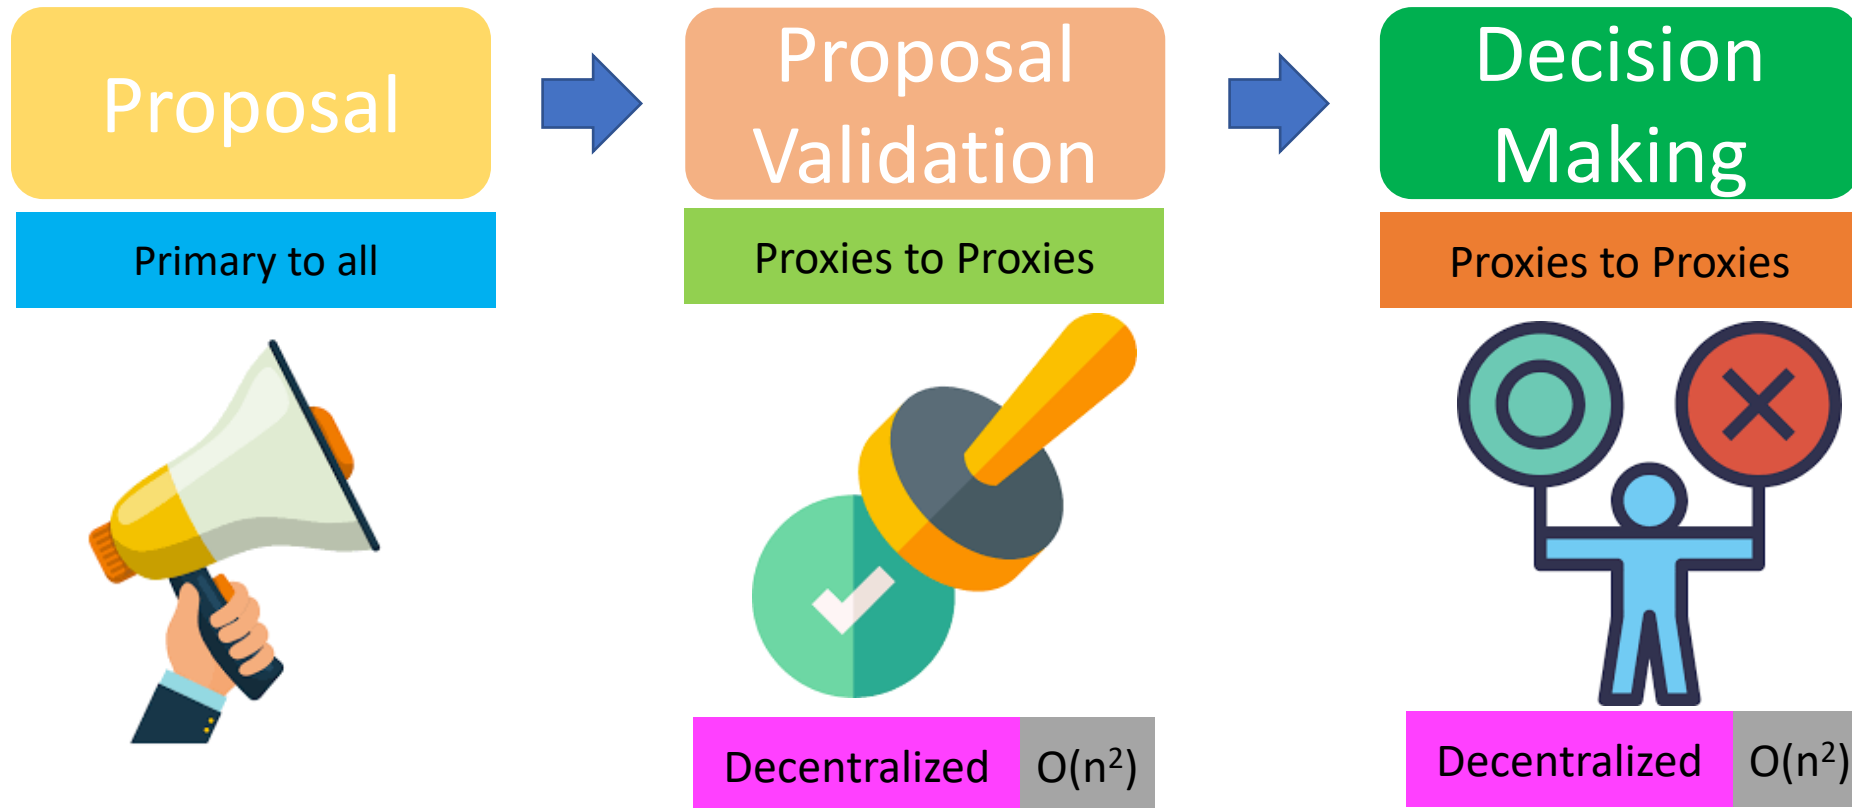 Proposal
Proposal
Validation
Decision
Making
Primary to all
Proxies to Proxies
Proxies to Proxies
Decentralized O(n²)
Decentralized O(n²)